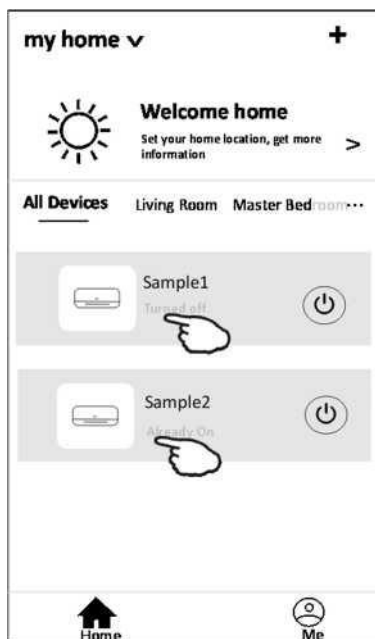 my home
+
Welcome home
Set your home location, get more
information
>
All Devices Living Room Master Bedroom ...
Sample1
Turned off
Sample2
Already On
Home
Me